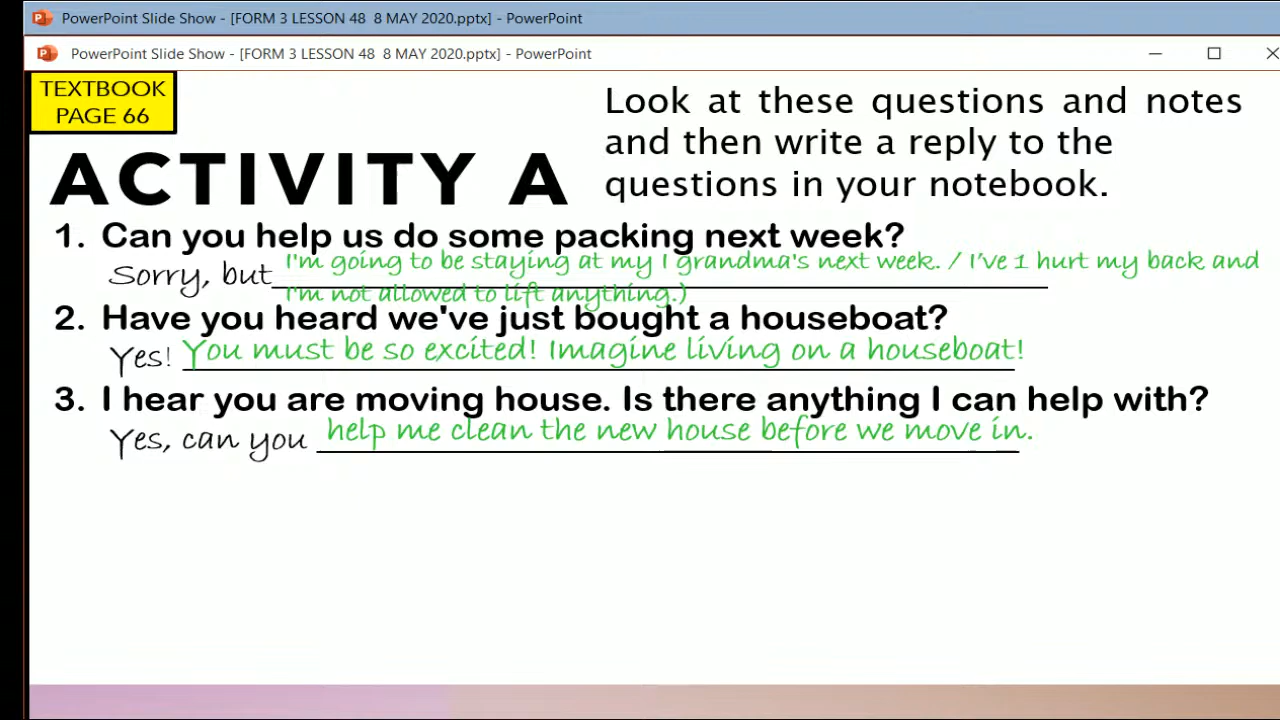 PowerPoint Slide Show - [FORM 3 LESSON 48 8 MAY 2020.pptx] - PowerPoint
PowerPoint Slide Show - [FORM 3 LESSON 48 8 MAY 2020.pptx] - PowerPoint
TEXTBOOK
PAGE 66
Look at these questions and notes
and then write a reply to the
questions in your notebook.
ACTIVITY A
1. Can you help us do some packing next week?
Sorry, but I'm going to be staying at my I grandma's next week. / I've 1 hurt my back and
I'm not allowed to lift anything.)
2. Have you heard we've just bought a houseboat?
Yes! You must be so excited! Imagine living on a houseboat!
3. I hear you are moving house. Is there anything I can help with?
Yes, can you help me clean the new house before we move in.